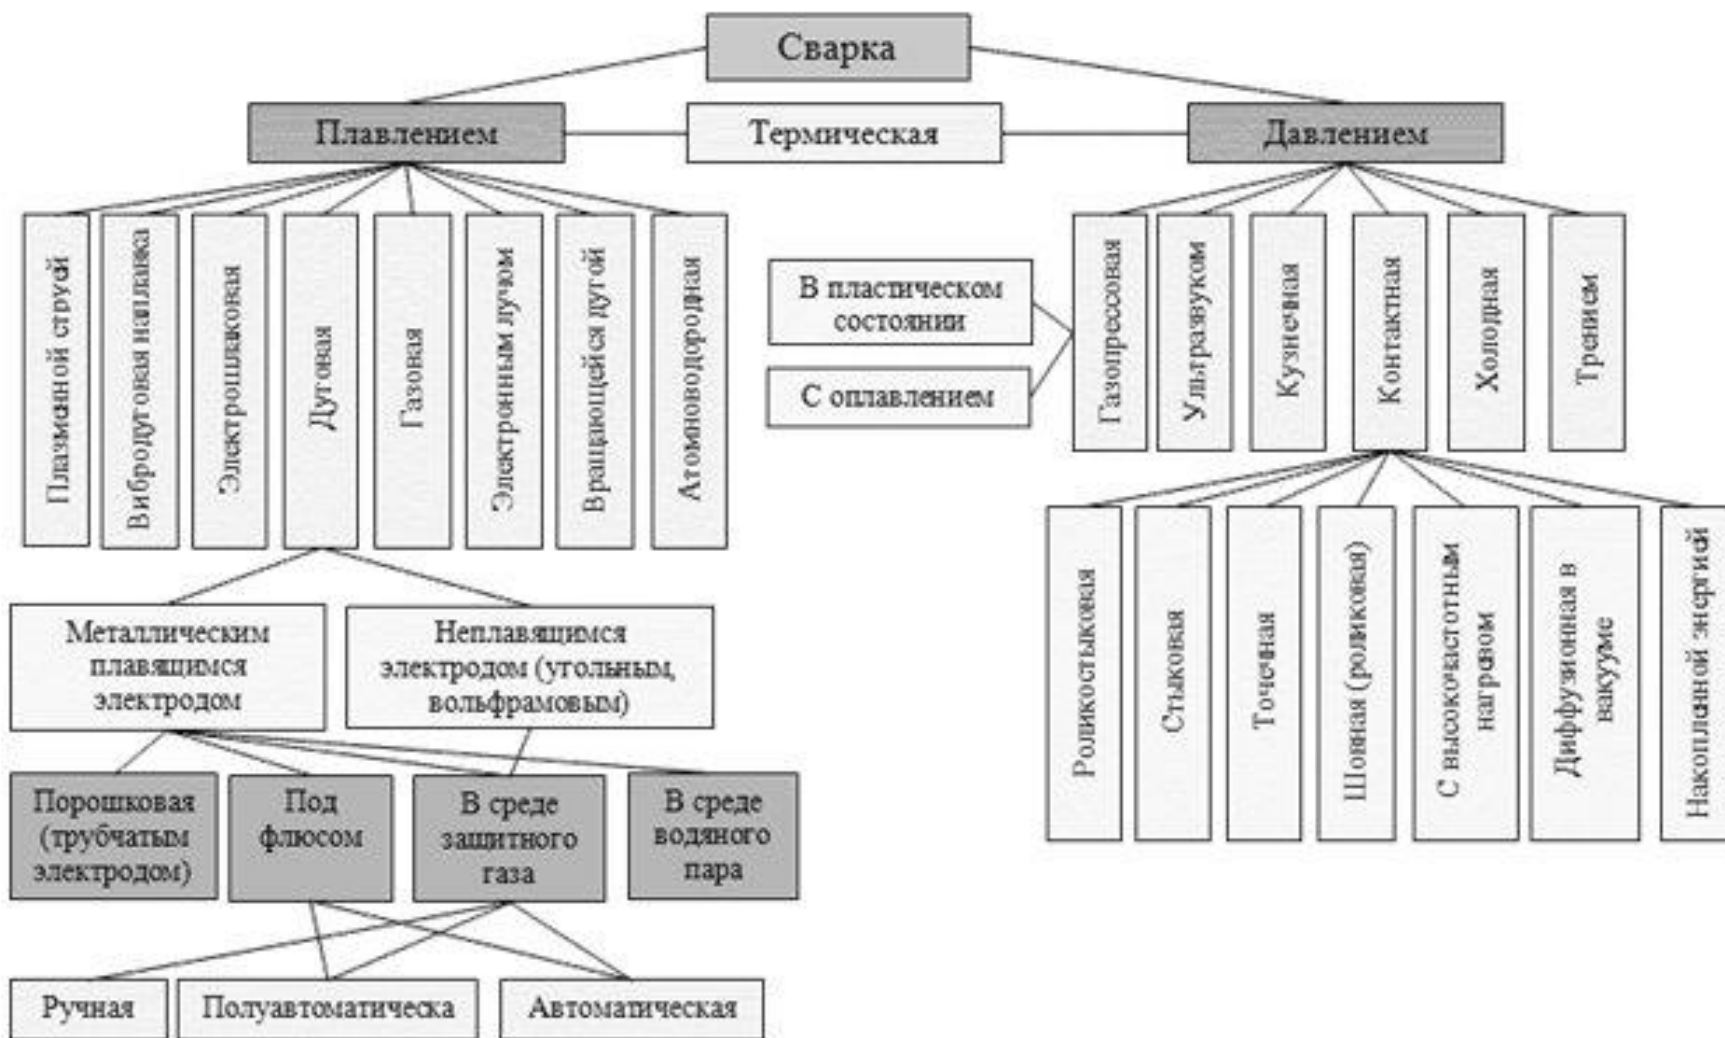 Сварка
Плавлением
Термическая
Давлением
Плазменной струей
Вибродуговая наплавка
Электрошлаковая
Дуговая
Газовая
Электронным лучом
Вращающейся дугой
Атомноводородная
В пластическом
состоянии
С оплавлением
Газопрессовая
Ультразвуком
Кузнечная
Контактная
Холодная
Трением
Металлическим
плавящимся
электродом
Неплавящимся
электродом (угольным,
вольфрамовым)
Роликостыковая
Стыковая
Точечная
Шовная (роликовая)
С высокочастотным
нагревом
Диффузионная в
вакууме
Накопленной энергией
Порошковая
(трубчатым
электродом)
Под
флюсом
В среде
защитного
газа
В среде
водяного
пара
Ручная
Полуавтоматическа
Автоматическая